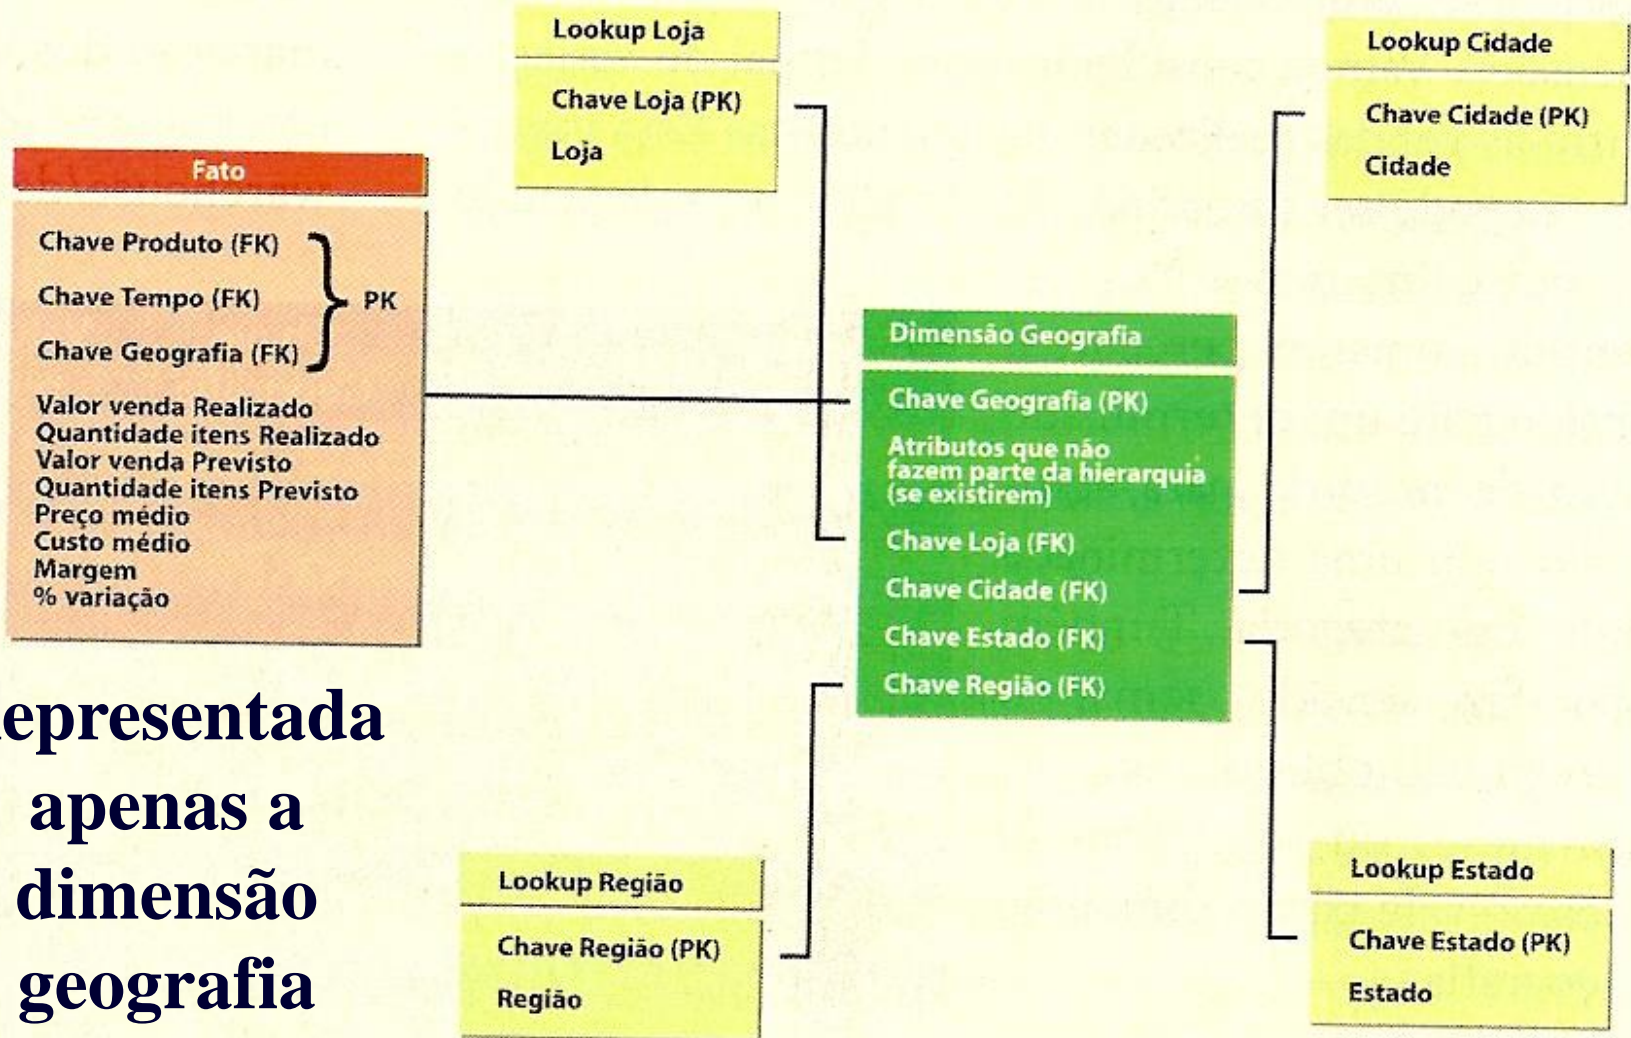 Lookup Loja
Chave Loja (PK)
Loja
Lookup Cidade
Chave Cidade (PK)
Cidade
Fato
Chave Produto (FK)
Chave Tempo (FK)
Chave Geografia (FK)
PK
Valor venda Realizado
Quantidade itens Realizado
Valor venda Previsto
Quantidade itens Previsto
Preço médio
Custo médio
Margem
% variação
Dimensão Geografia
Chave Geografia (PK)
Atributos que não
fazem parte da hierarquia
(se existirem)
Chave Loja (FK)
Chave Cidade (FK)
Chave Estado (FK)
Chave Região (FK)
epresentada
apenas a
dimensão
geografia
Lookup Região
Chave Região (PK)
Região
Lookup Estado
Chave Estado (PK)
Estado